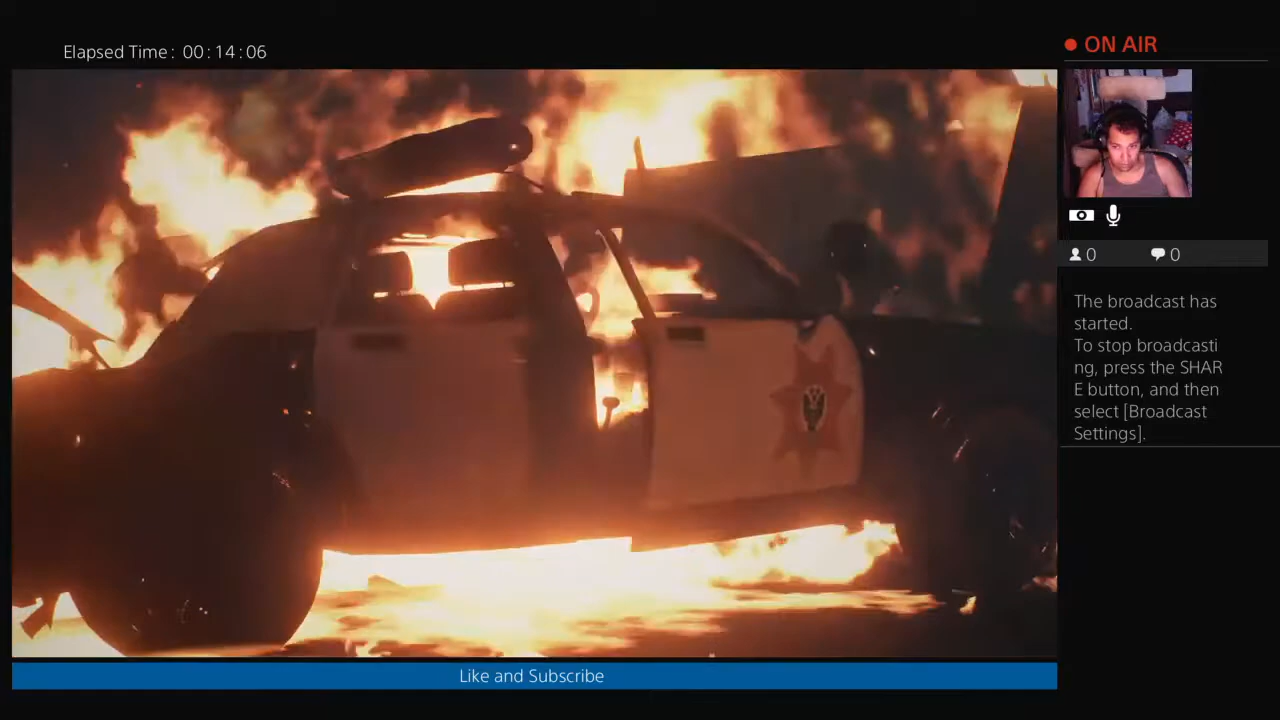 Elapsed Time: 00:14:06
ON AIR
0 0
The broadcast has
started.
To stop broadcasti
ng, press the SHAR
E button, and then
select [Broadcast
Settings].
Like and Subscribe